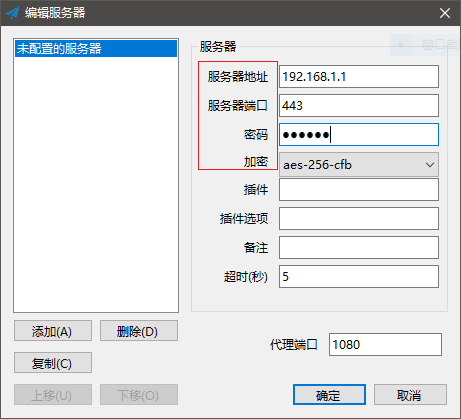 编辑服务器
未配置的服务器
服务器
服务器地址 192.168.1.1
服务器端口 443
密码 ●●●●●●
加密 aes-256-cfb
插件
插件选项
备注
超时(秒) 5
添加(A) 删除(D)
复制(C)
代理端口 1080
上移(U) 下移(O)
确定 取消